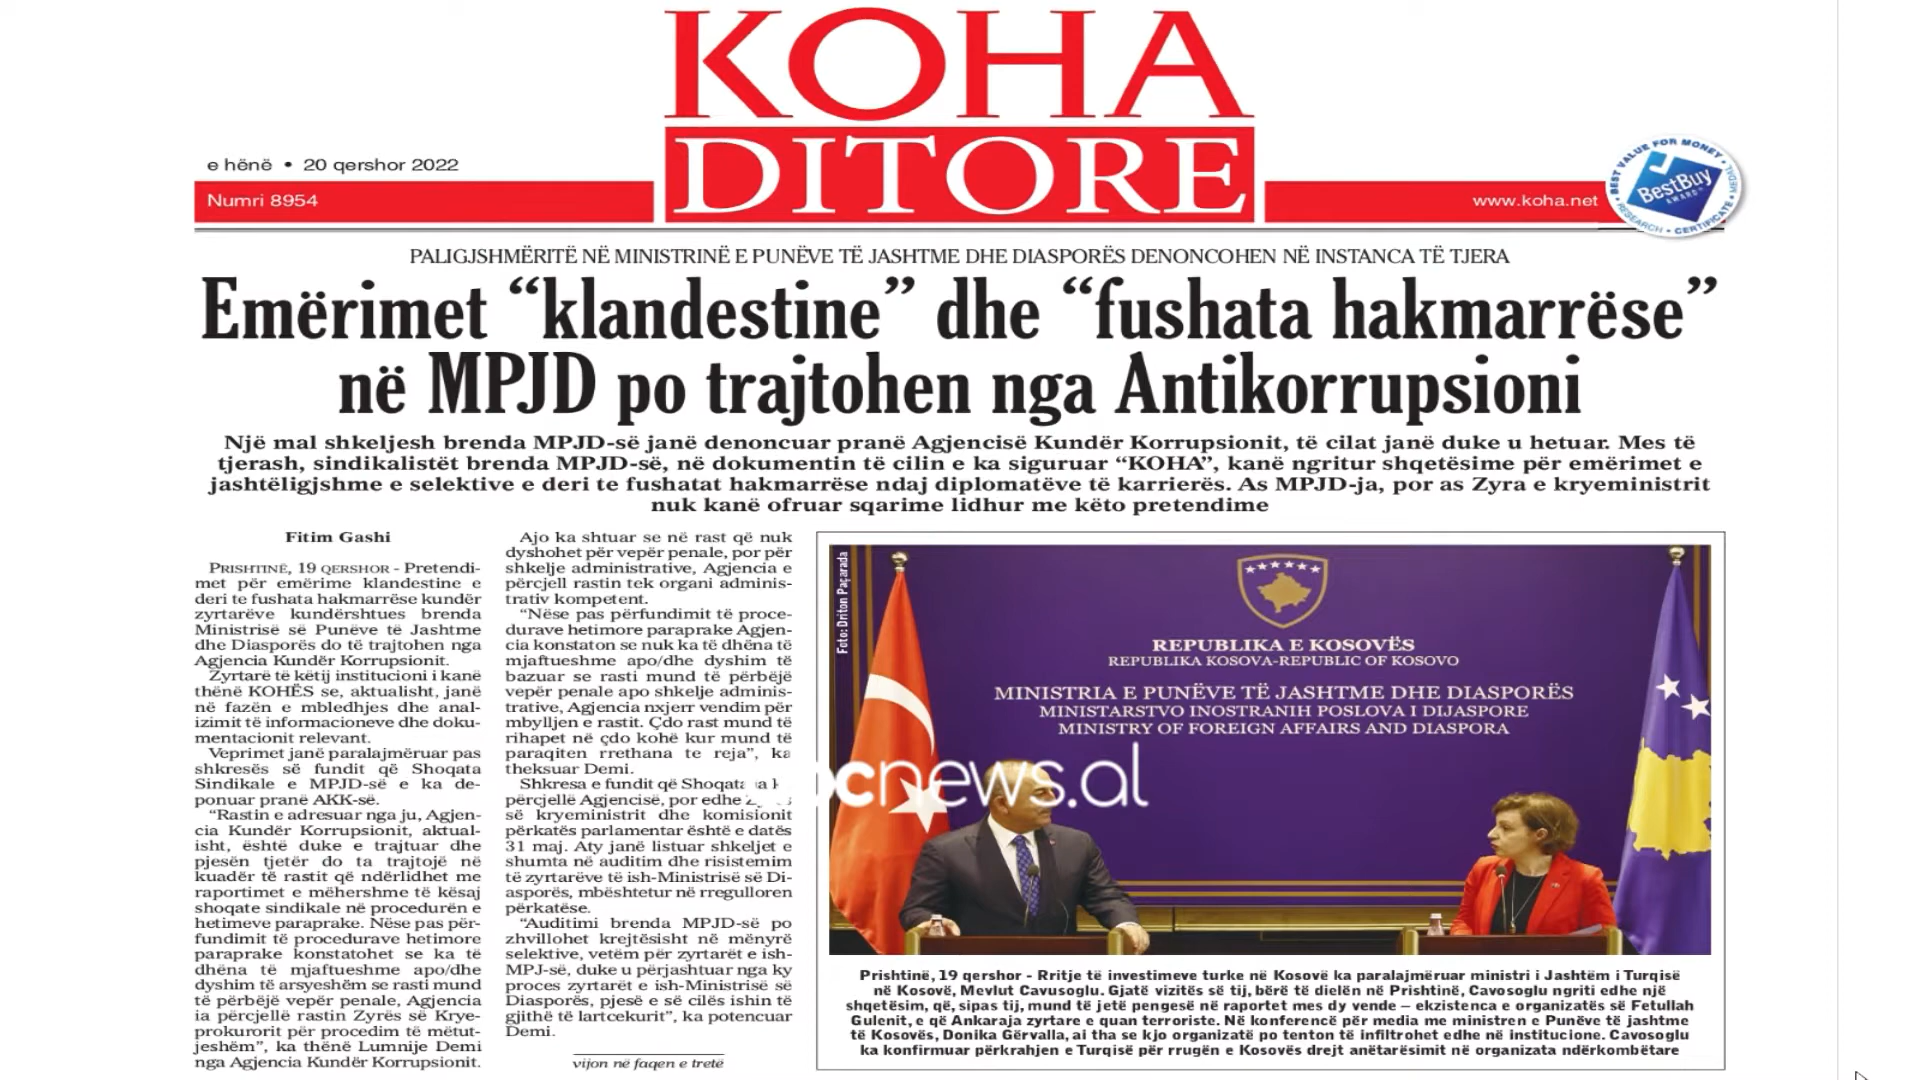 KOHA
DITORE
e hënë • 20 qershor 2022
Numri 8954
www.koha.net
BEST VALUE FOR MONEY
BestBuy
AWARD
RESEARCH • CERTIFICATE • MEDAL
PALIGJSHMËRITË NË MINISTRINË E PUNËVE TË JASHTME DHE DIASPORËS DENONCOHEN NË INSTANCA TË TJERA
Emërimet “klandestine” dhe “fushata hakmarrëse”
në MPJD po trajtohen nga Antikorrupsioni
Një mal shkeljesh brenda MPJD-së janë denoncuar pranë Agjencisë Kundër Korrupsionit, të cilat janë duke u hetuar. Mes të
tjerash, sindikalistët brenda MPJD-së, në dokumentin të cilin e ka siguruar “KOHA”, kanë ngritur shqetësime për emërimet e
jashtëligjshme e selektive e deri te fushatat hakmarrëse ndaj diplomatëve të karrierës. As MPJD-ja, por as Zyra e kryeministrit
nuk kanë ofruar sqarime lidhur me këto pretendime
Fitim Gashi
PRISHTINË, 19 QERSHOR - Pretendi-
met për emërime klandestine e
deri te fushata hakmarrëse kundër
zyrtarëve kundërshtues brenda
Ministrisë së Punëve të Jashtme
dhe Diasporës do të trajtohen nga
Agjencia Kundër Korrupsionit.
Zyrtarë të këtij institucioni i kanë
thënë KOHËS se, aktualisht, janë
në fazën e mbledhjes dhe anal-
izimit të informacioneve dhe doku-
mentacionit relevant.
Veprimet janë paralajmëruar pas
shkresës së fundit që Shoqata
Sindikale e MPJD-së e ka de-
ponuar pranë AKK-së.
“Rastin e adresuar nga ju, Agjen-
cia Kundër Korrupsionit, aktual-
isht, është duke e trajtuar dhe
pjesën tjetër do ta trajtojë në
kuadër të rastit që ndërlidhet me
raportimet e mëhershme të kësaj
shoqate sindikale në procedurën e
hetimeve paraprake. Nëse pas për-
fundimit të procedurave hetimore
paraprake konstatohet se ka të
dhëna të mjaftueshme apo/dhe
dyshim të arsyeshëm se rasti mund
të përbëjë vepër penale, Agjencia
ia përcjellë rastin Zyrës së Krye-
prokurorit për procedim të mëtut-
jeshëm”, ka thënë Lumnije Demi
nga Agjencia Kundër Korrupsionit.
Ajo ka shtuar se në rast që nuk
dyshohet për vepër penale, por për
shkelje administrative, Agjencia e
përcjell rastin tek organi adminis-
trativ kompetent.
“Nëse pas përfundimit të proce-
durave hetimore paraprake Agjen-
cia konstaton se nuk ka të dhëna të
mjaftueshme apo/dhe dyshim të
bazuar se rasti mund të përbëjë
vepër penale apo shkelje adminis-
trative, Agjencia nxjerr vendim për
mbylljen e rastit. Çdo rast mund të
rihapet në çdo kohë kur mund të
paraqiten rrethana te reja”, ka
theksuar Demi.
Shkresa e fundit që Shoqata ia
përcjellë Agjencisë, por edhe
së kryeministrit dhe komisionit
përkatës parlamentar është e datës
31 maj. Aty janë listuar shkeljet e
shumta në auditim dhe risistemim
të zyrtarëve të ish-Ministrisë së Di-
asporës, mbështetur në rregulloren
përkatëse.
“Auditimi brenda MPJD-së po
zhvillohet krejtësisht në mënyrë
selektive, vetëm për zyrtarët e ish-
MPJ-së, duke u përjashtuar nga ky
proces zyrtarët e ish-Ministrisë së
Diasporës, pjesë e së cilës ishin të
gjithë të lartcekurit”, ka potencuar
Demi.
vijon në faqen e tretë
Foto: Driton Paçarada
REPUBLIKA E KOSOVËS
REPUBLIKA KOSOVA-REPUBLIC OF KOSOVO
MINISTRIA E PUNËVE TË JASHTME DHE DIASPORËS
MINISTARSTVO INOSTRANIH POSLOVA I DIJASPORE
MINISTRY OF FOREIGN AFFAIRS AND DIASPORA
cnews.al
Prishtinë, 19 qershor - Rritje të investimeve turke në Kosovë ka paralajmëruar ministri i Jashtëm i Turqisë
në Kosovë, Mevlut Cavusoglu. Gjatë vizitës së tij, bërë të dielën në Prishtinë, Cavosoglu ngriti edhe një
shqetësim, që, sipas tij, mund të jetë pengesë në raportet mes dy vende – ekzistenca e organizatës së Fetullah
Gulenit, e që Ankaraja zyrtare e quan terroriste. Në konferencë për media me ministren e Punëve të jashtme
të Kosovës, Donika Gërvalla, ai tha se kjo organizatë po tenton të infiltrohet edhe në institucione. Cavosoglu
ka konfirmuar përkrahjen e Turqisë për rrugën e Kosovës drejt anëtarësimit në organizata ndërkombëtare